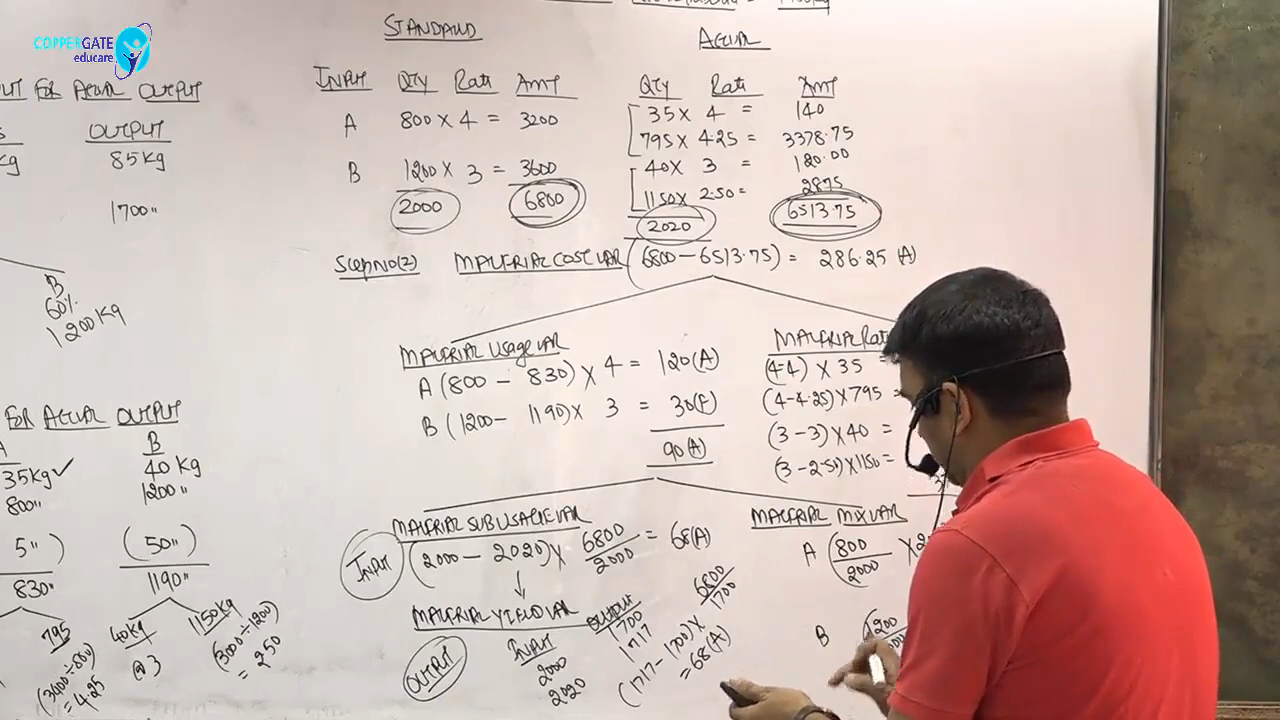 COPPERGATE
educare
STANDARD
ACTUAL
INPUT QTY Rate AMT
QTY Rate AMT
A 800 x 4 = 3200
35 x 4 = 140
795 x 4.25 = 3378.75
B 1200 x 3 = 3600
40 x 3 = 120.00
1150 x 2.50 = 2875
2000 6800
2020 6513.75
Step No (2) MATERIAL COST VAR (6800 - 6513.75) = 286.25 (A)
MATERIAL USAGE VAR
A (800 - 830) x 4 = 120 (A)
B (1200 - 1190) x 3 = 30 (F)
90 (A)
MATERIAL Rat
(4-4) x 35 =
(4-4.25) x 795 =
(3-3) x 40 =
(3-2.50) x 1150 =
MATERIAL SUB USAGE VAR
INPUT (2000 - 2020) x 6800/2000 = 68 (A)
MATERIAL YIELD VAR
OUTPUT
INPUT OUTPUT
2000 1700
2020 1717
(1717 - 1700) x 6800/1700
= 68 (A)
MATERIAL MIX VAR
A (800/2000 x 2
B (1200
FOR ACTUAL OUTPUT
OUTPUT
kg 85 kg
1700 "
B
60%
1200 kg
FOR ACTUAL OUTPUT
A B
35 kg ✓ 40 kg
800 " 1200 "
5 " ) (50 ")
830 " 1190 "
795 40 kg 1150 kg
(3400 ÷ 800) @ 3 (3000 ÷ 1200)
= 4.25 = 2.50